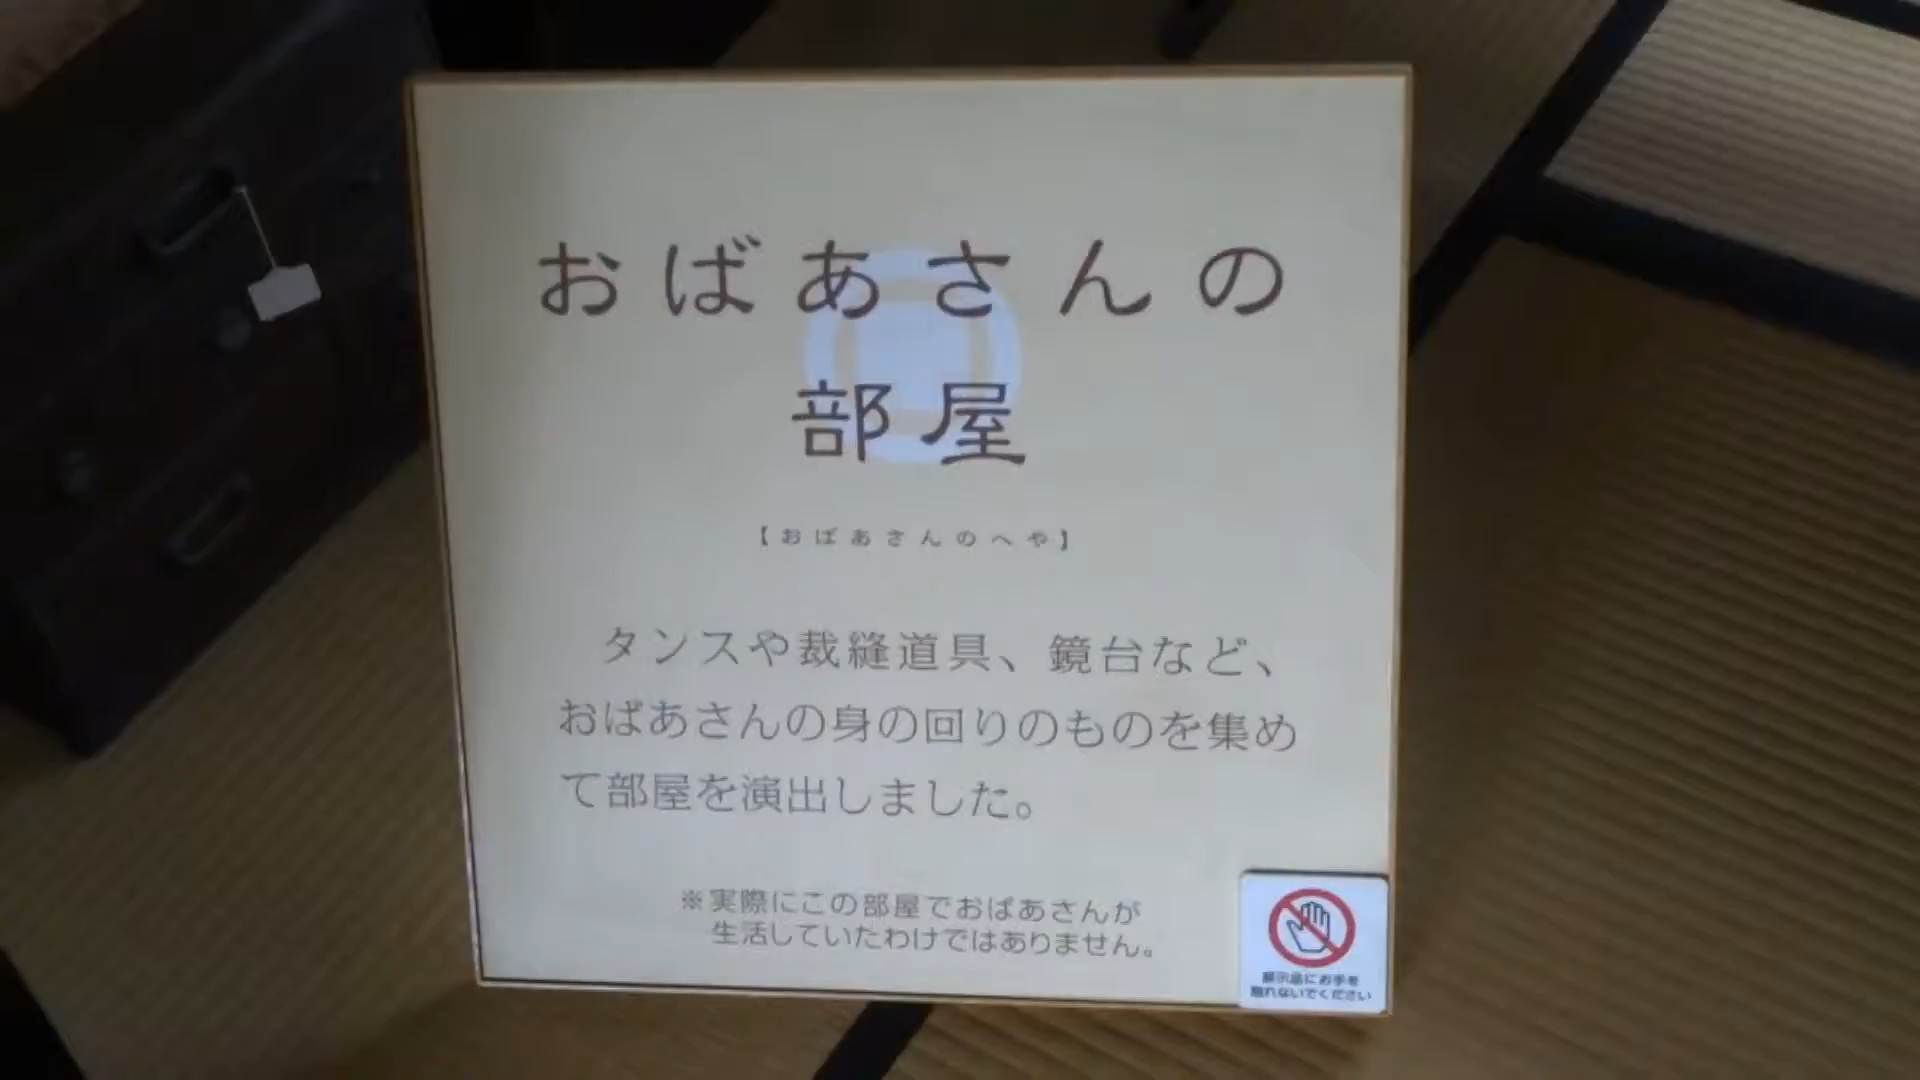 おばあさんの
部屋
【おばあさんのへや】
タンスや裁縫道具、鏡台など、
おばあさんの身の回りのものを集め
て部屋を演出しました。
※実際にこの部屋でおばあさんが
生活していたわけではありません。
展示品にお手を
触れないでください